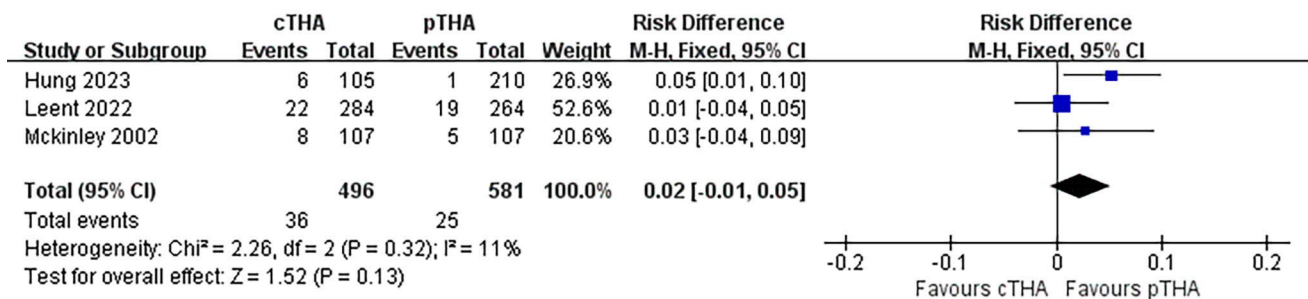 cTHA pTHA Risk Difference Risk Difference
Study or Subgroup Events Total Events Total Weight M-H, Fixed, 95% CI M-H, Fixed, 95% CI
Hung 2023 6 105 1 210 26.9% 0.05 [0.01, 0.10]
Leent 2022 22 284 19 264 52.6% 0.01 [-0.04, 0.05]
Mckinley 2002 8 107 5 107 20.6% 0.03 [-0.04, 0.09]
Total (95% CI) 496 581 100.0% 0.02 [-0.01, 0.05]
Total events 36 25
Heterogeneity: Chi² = 2.26, df = 2 (P = 0.32); I² = 11%
Test for overall effect: Z = 1.52 (P = 0.13)
-0.2 -0.1 0 0.1 0.2
Favours cTHA Favours pTHA